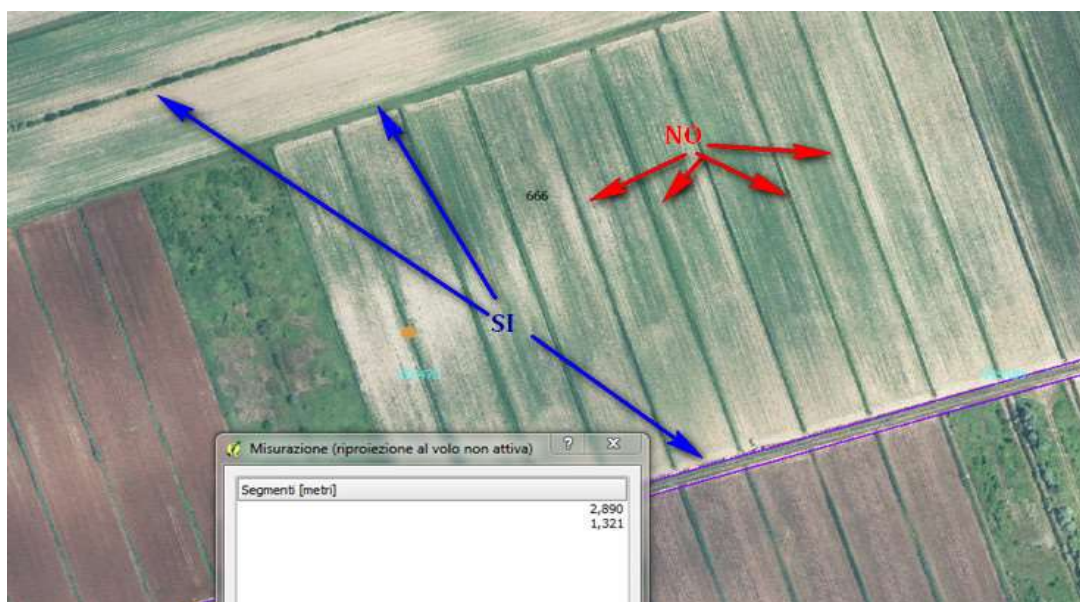 NO
666
SI
Misurazione (riproiezione al volo non attiva)
Segmenti [metri]
2,890
1,321